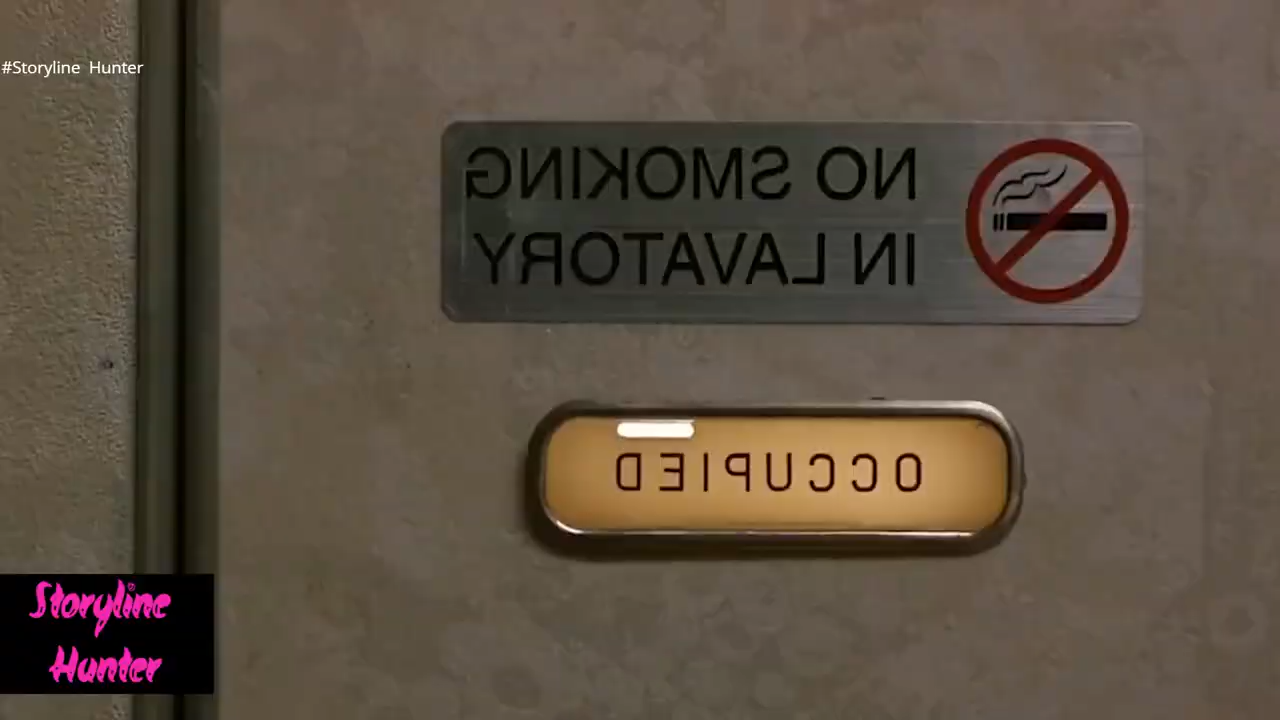 #Storyline Hunter
NO SMOKING
IN LAVATORY
OCCUPIED
Storyline
Hunter